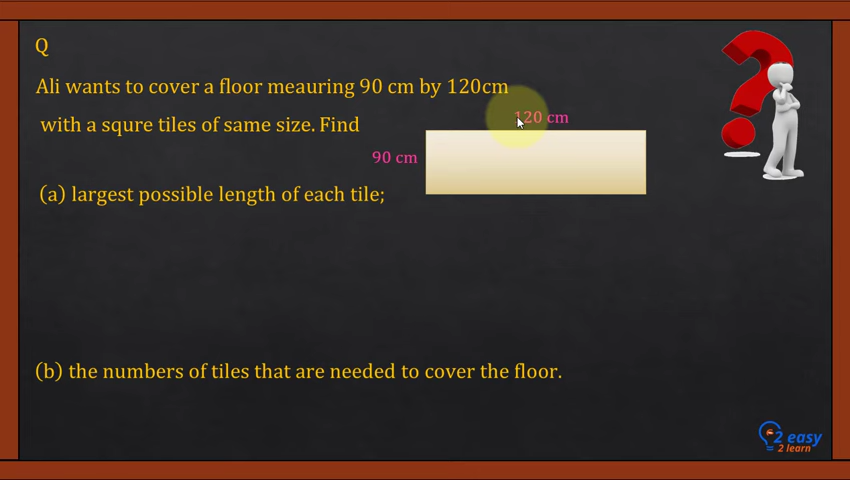 Q
Ali wants to cover a floor meauring 90 cm by 120cm
120 cm
with a squre tiles of same size. Find
90 cm
(a) largest possible length of each tile;
(b) the numbers of tiles that are needed to cover the floor.
2 easy
2 learn